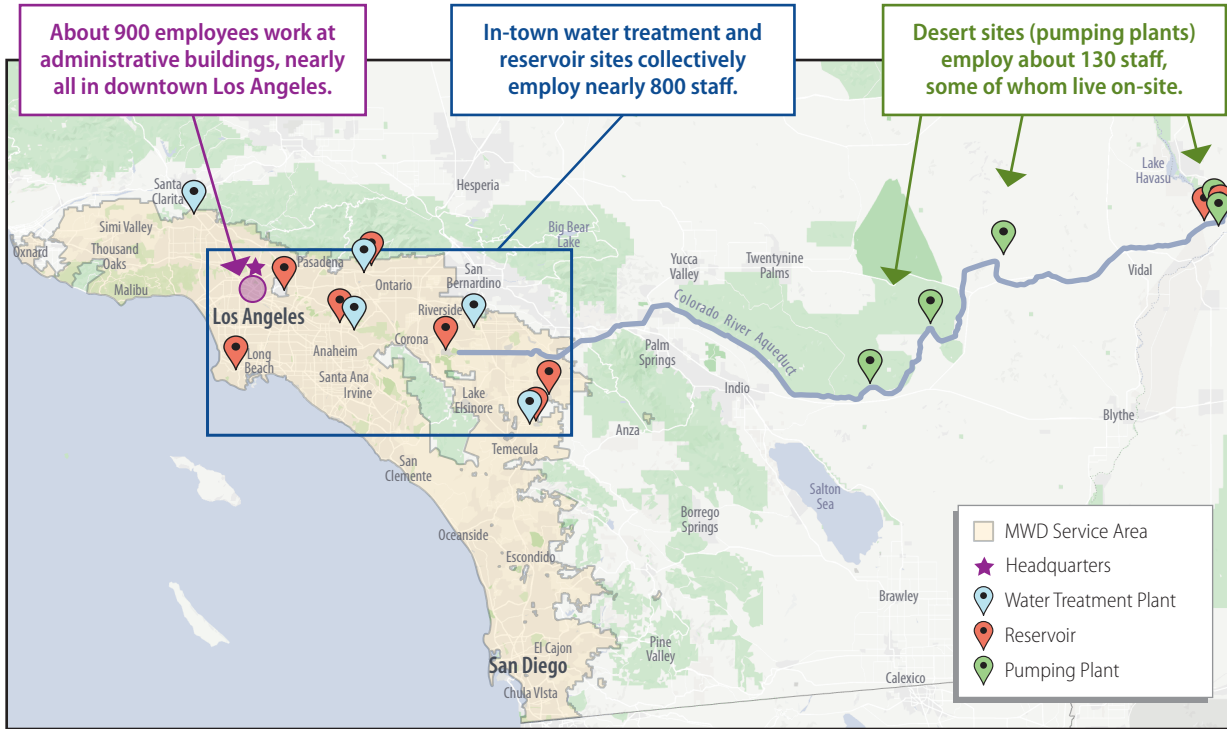 About 900 employees work at
administrative buildings, nearly
all in downtown Los Angeles.
In-town water treatment and
reservoir sites collectively
employ nearly 800 staff.
Desert sites (pumping plants)
employ about 130 staff,
some of whom live on-site.
Santa
Clarita
Hesperia
Lake
Havasu
Simi Valley
Oxnard
Thousand
Oaks
Malibu
Pasadena
Ontario
San
Bernardino
Big Bear
Lake
Yucca
Valley
Twentynine
Palms
Vidal
Los Angeles
Riverside
Corona
Anaheim
Long
Beach
Santa Ana
Irvine
Lake
Elsinore
Palm
Springs
Colorado River Aqueduct
Indio
Blythe
Anza
Temecula
San
Clemente
Salton
Sea
Borrego
Springs
Oceanside
Escondido
Brawley
El Cajon
Pine
Valley
San Diego
Chula VIsta
Calexico
MWD Service Area
Headquarters
Water Treatment Plant
Reservoir
Pumping Plant